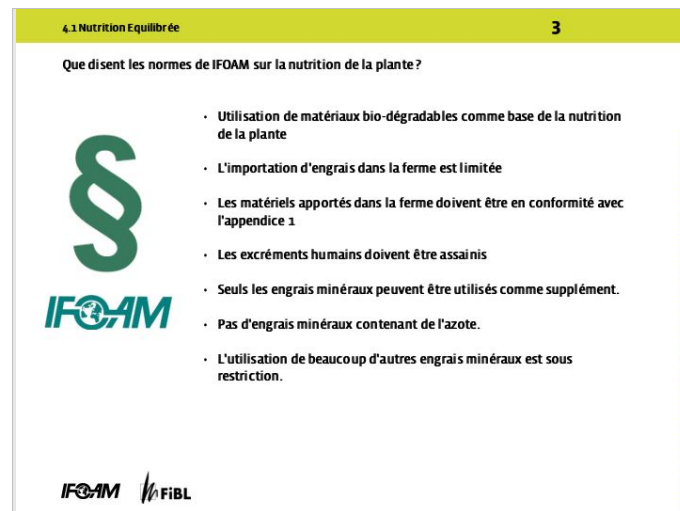 4.1 Nutrition Equilibrée
3
Que disent les normes de IFOAM sur la nutrition de la plante?
· Utilisation de matériaux bio-dégradables comme base de la nutrition
de la plante
· L'importation d'engrais dans la ferme est limitée
· Les matériels apportés dans la ferme doivent être en conformité avec
l'appendice 1
· Les excréments humains doivent être assainis
· Seuls les engrais minéraux peuvent être utilisés comme supplément.
· Pas d'engrais minéraux contenant de l'azote.
· L'utilisation de beaucoup d'autres engrais minéraux est sous
restriction.
§
IFOAM
IFOAM
FiBL